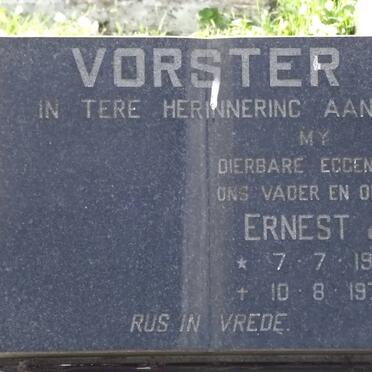 VORSTER
IN TERE HERINNERING AAN
MY
DIERBARE EGGEN
ONS VADER EN O
ERNEST J
* 7 7 19
+ 10 8 197
RUS IN VREDE.